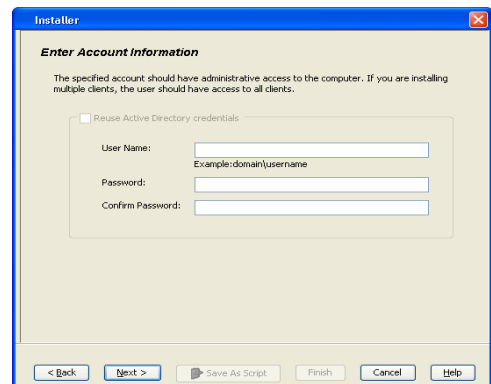 Installer
Enter Account Information
The specified account should have administrative access to the computer. If you are installing
multiple clients, the user should have access to all clients.
Reuse Active Directory credentials
User Name:
Example:domain\username
Password:
Confirm Password:
< Back Next > Save As Script Finish Cancel Help